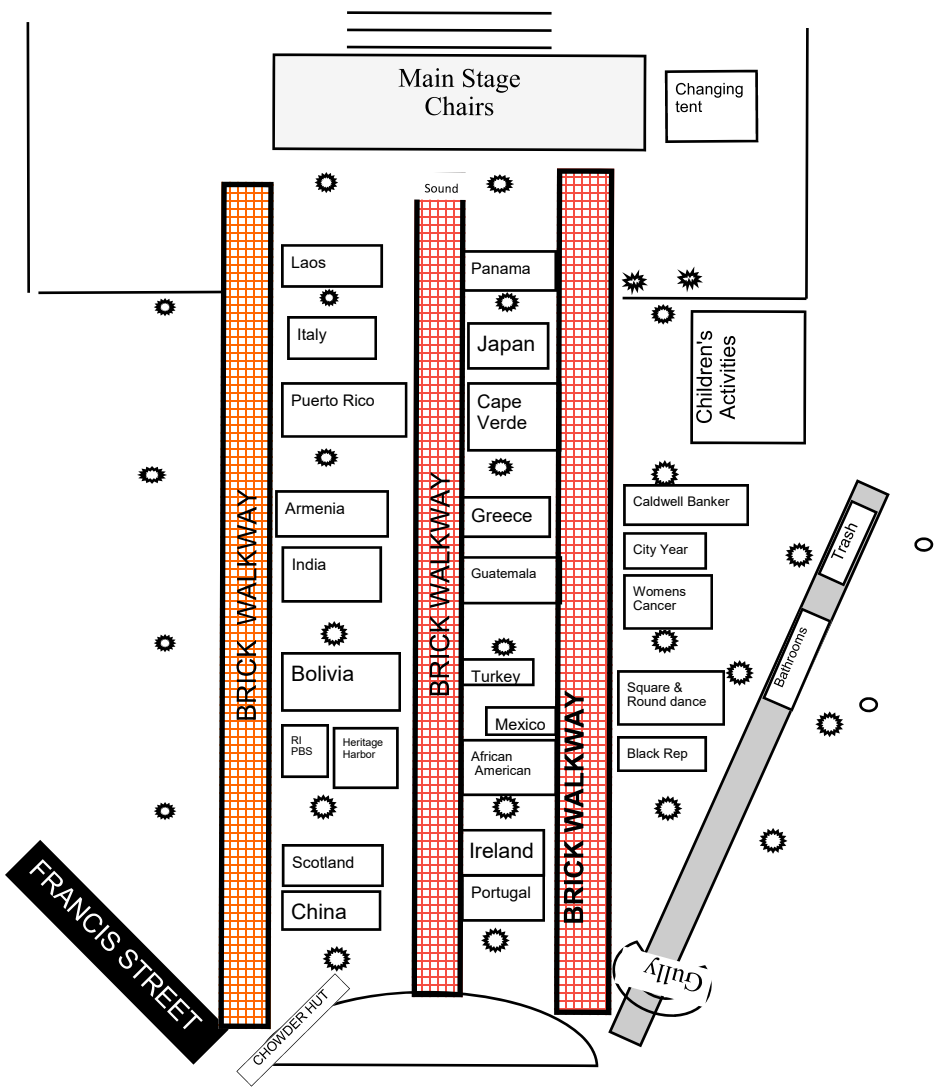 Main Stage
Chairs
Changing
tent
Sound
Laos
Panama
Italy
Japan
Children's
Activities
Puerto Rico
Cape
Verde
Armenia
Greece
Caldwell Banker
India
Guatemala
City Year
Womens
Cancer
Trash
BRICK WALKWAY
BRICK WALKWAY
BRICK WALKWAY
Bolivia
Turkey
Square &
Round dance
Bathrooms
RI
PBS
Heritage
Harbor
Mexico
African
American
Black Rep
Scotland
Ireland
China
Portugal
FRANCIS STREET
CHOWDER HUT
Gully